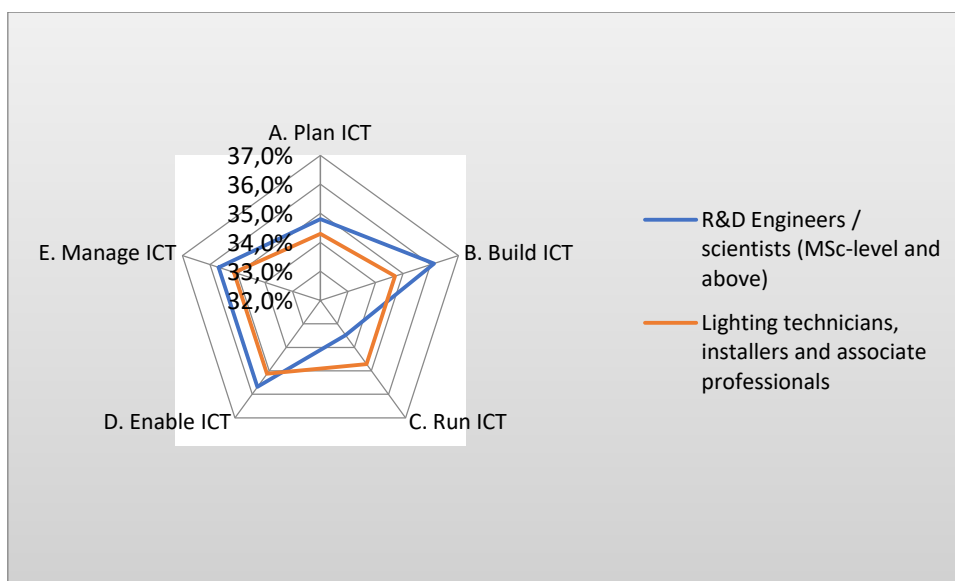 A. Plan ICT
37,0%
36,0%
35,0%
34,0%
33,0%
32,0%
E. Manage ICT
B. Build ICT
D. Enable ICT
C. Run ICT
R&D Engineers /
scientists (MSc-level and
above)
Lighting technicians,
installers and associate
professionals